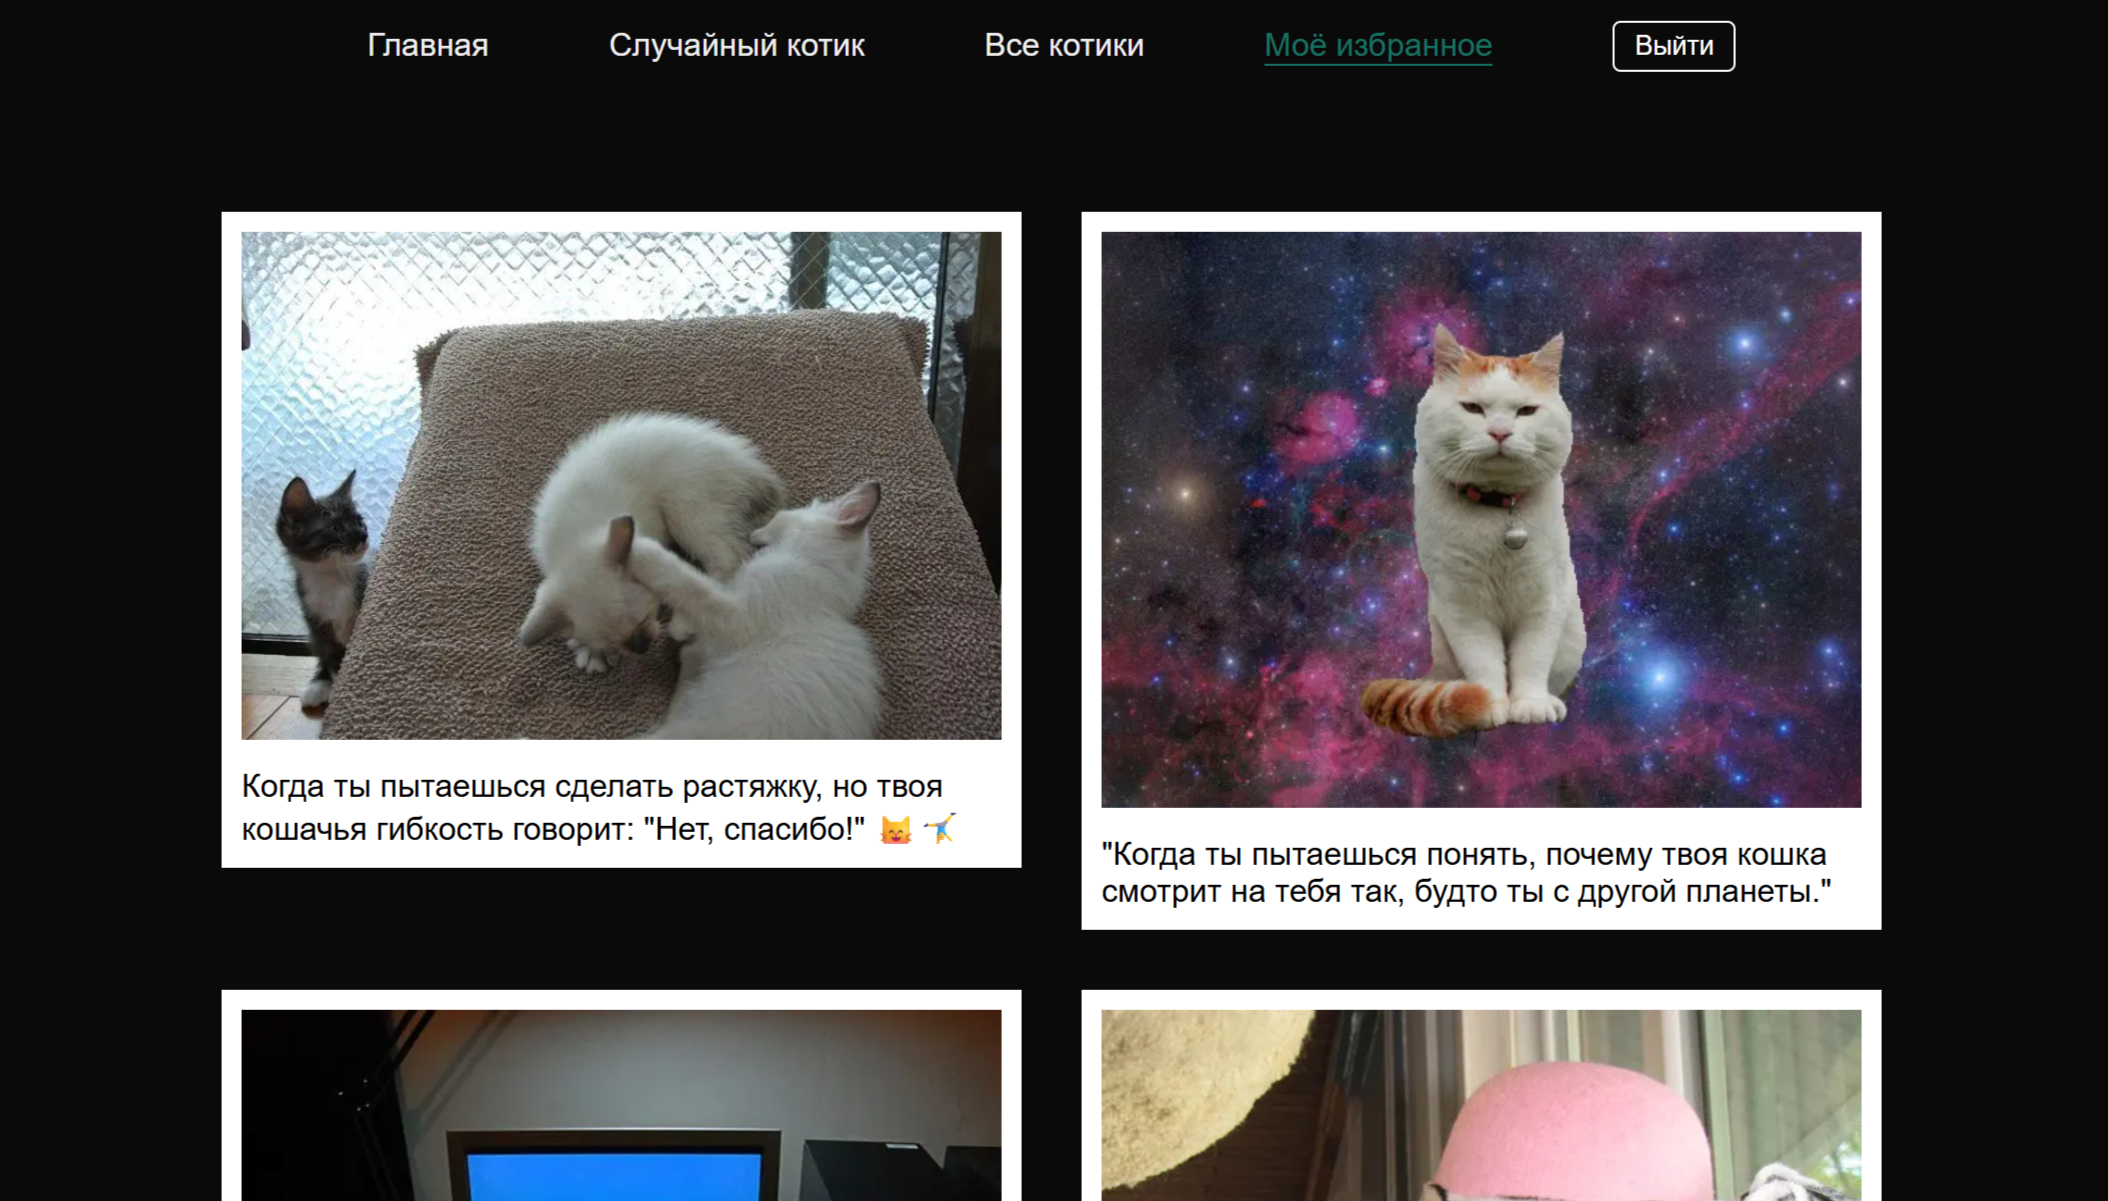 Главная
Случайный котик
Все котики
Моё избранное
Выйти
Когда ты пытаешься сделать растяжку, но твоя
кошачья гибкость говорит: "Нет, спасибо!" 😸 🤸
"Когда ты пытаешься понять, почему твоя кошка
смотрит на тебя так, будто ты с другой планеты."